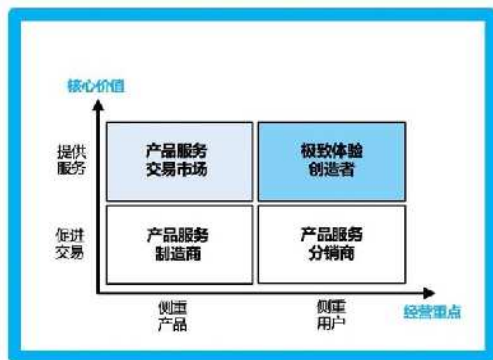 核心价值
提供
服务
产品服务
交易市场
极致体验
创造者
促进
交易
产品服务
制造商
产品服务
分销商
侧重
产品
侧重
用户
经营重点